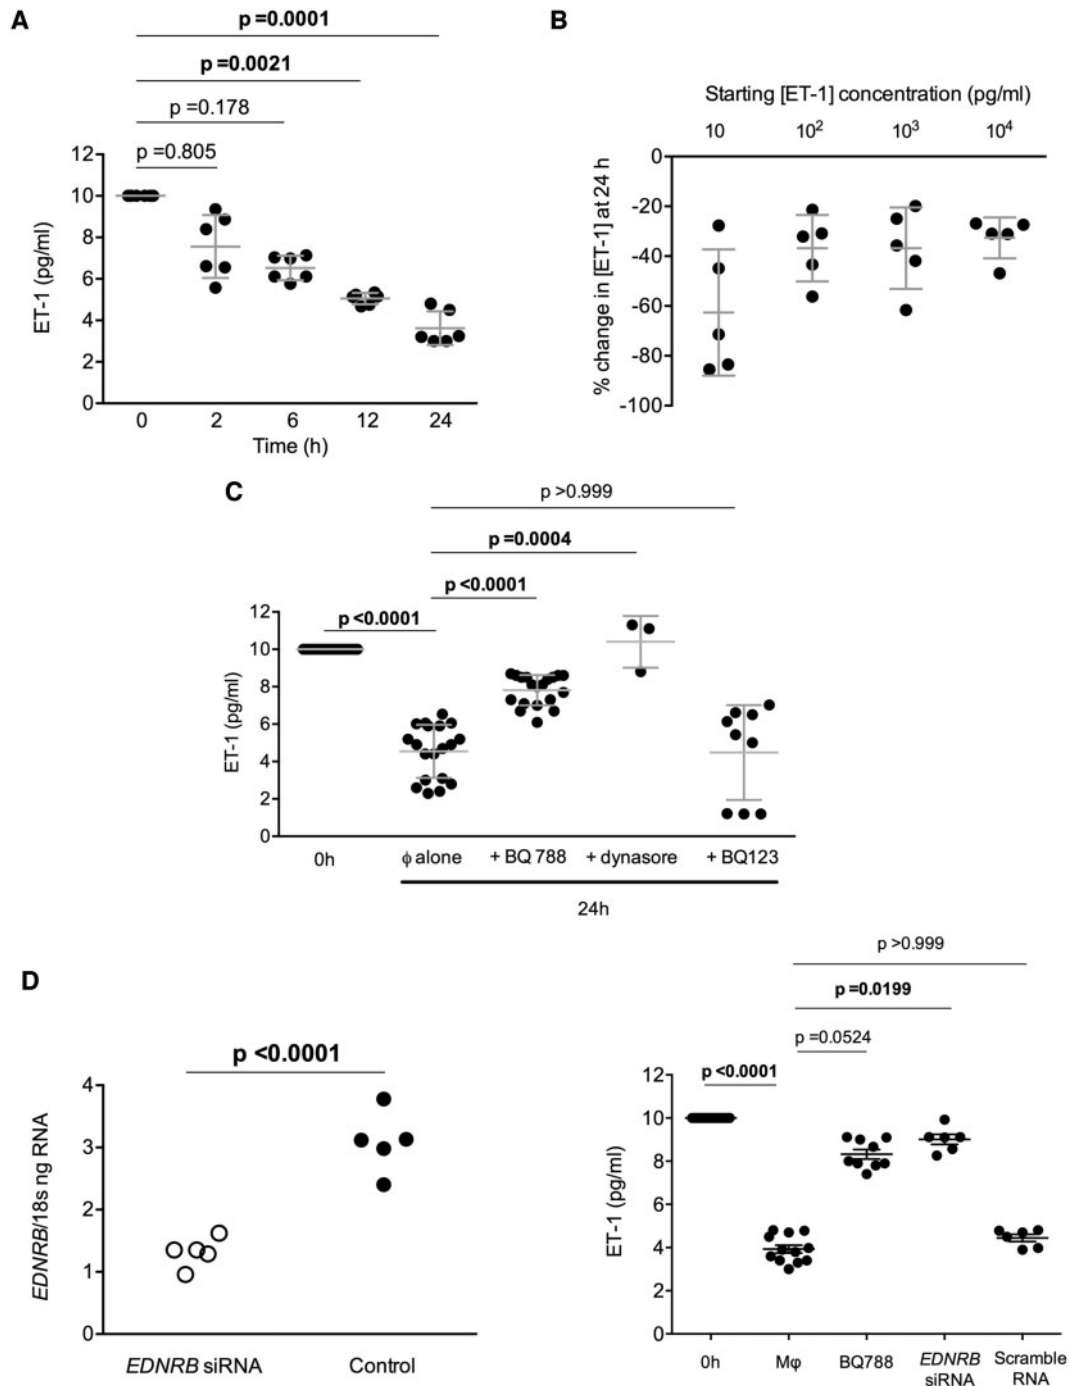 A
p =0.0001
p =0.0021
p =0.178
p =0.805
12
10
8
6
4
2
0
ET-1 (pg/ml)
0 2 6 12 24
Time (h)
B
Starting [ET-1] concentration (pg/ml)
10 10² 10³ 10⁴
0
-20
-40
-60
-80
-100
% change in [ET-1] at 24 h
C
p >0.999
p =0.0004
p <0.0001
p <0.0001
12
10
8
6
4
2
0
ET-1 (pg/ml)
0h ϕ alone + BQ 788 + dynasore + BQ123
24h
D
p <0.0001
4
3
2
1
0
EDNRB/18s ng RNA
EDNRB siRNA Control
p >0.999
p =0.0199
p =0.0524
p <0.0001
12
10
8
6
4
2
0
ET-1 (pg/ml)
0h Mφ BQ788 EDNRB siRNA Scramble RNA